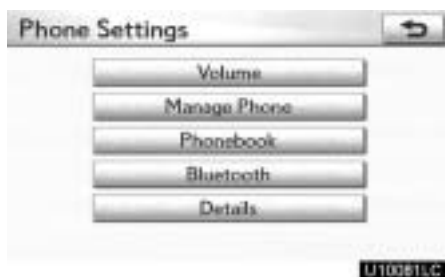 Phone Settings
Volume
Manage Phone
Phonebook
Bluetooth
Details
U10081LC